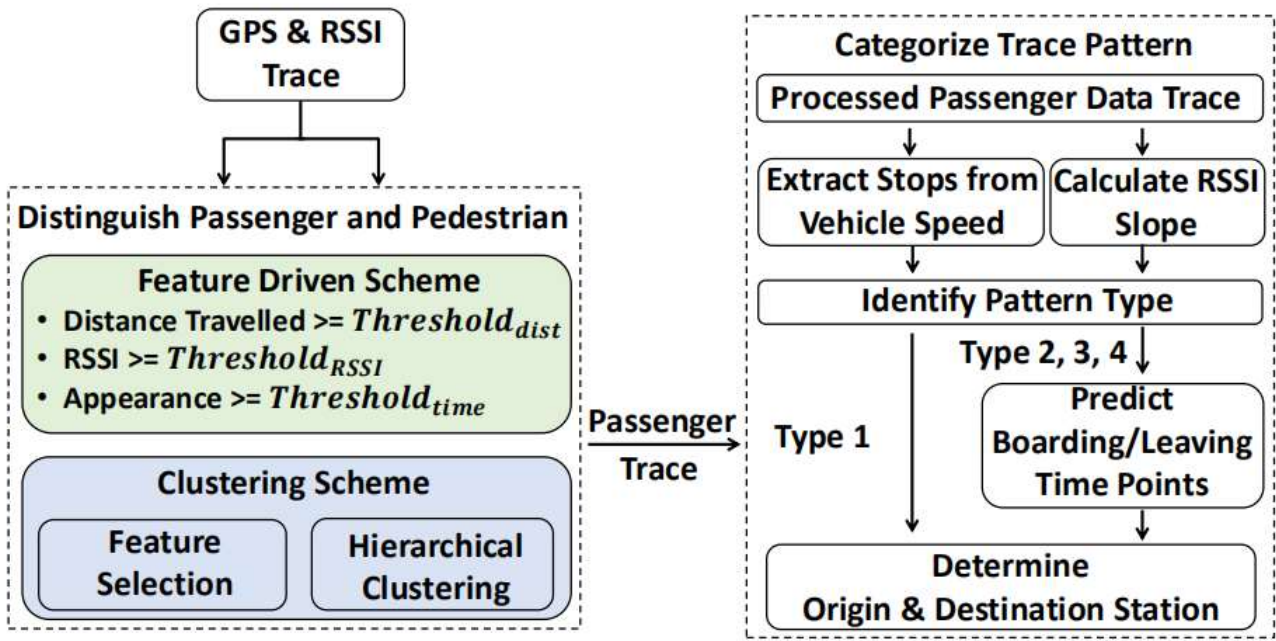 GPS & RSSI
Trace
Distinguish Passenger and Pedestrian
Feature Driven Scheme
• Distance Travelled >= Threshold_dist
• RSSI >= Threshold_RSSI
• Appearance >= Threshold_time
Clustering Scheme
Feature
Selection
Hierarchical
Clustering
Passenger
Trace
Categorize Trace Pattern
Processed Passenger Data Trace
Extract Stops from
Vehicle Speed
Calculate RSSI
Slope
Identify Pattern Type
Type 1
Type 2, 3, 4
Predict
Boarding/Leaving
Time Points
Determine
Origin & Destination Station